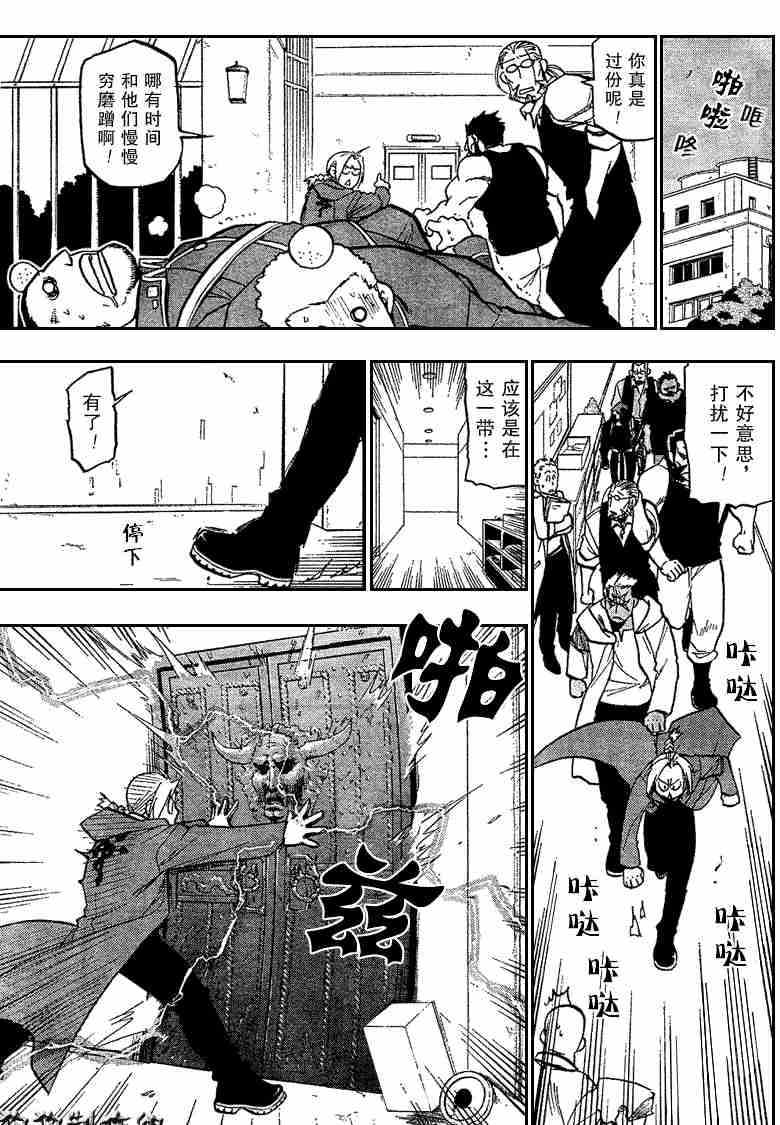 啪
啦
咚
咂
你真是
过份呢！
哪有时间
和他们慢慢
穷磨蹭啊！
不好意思，
打扰一下！
咔
哒
咔
哒
咔
哒
咔
哒
应该是在
这一带…
有了！
停
下
啪
兹